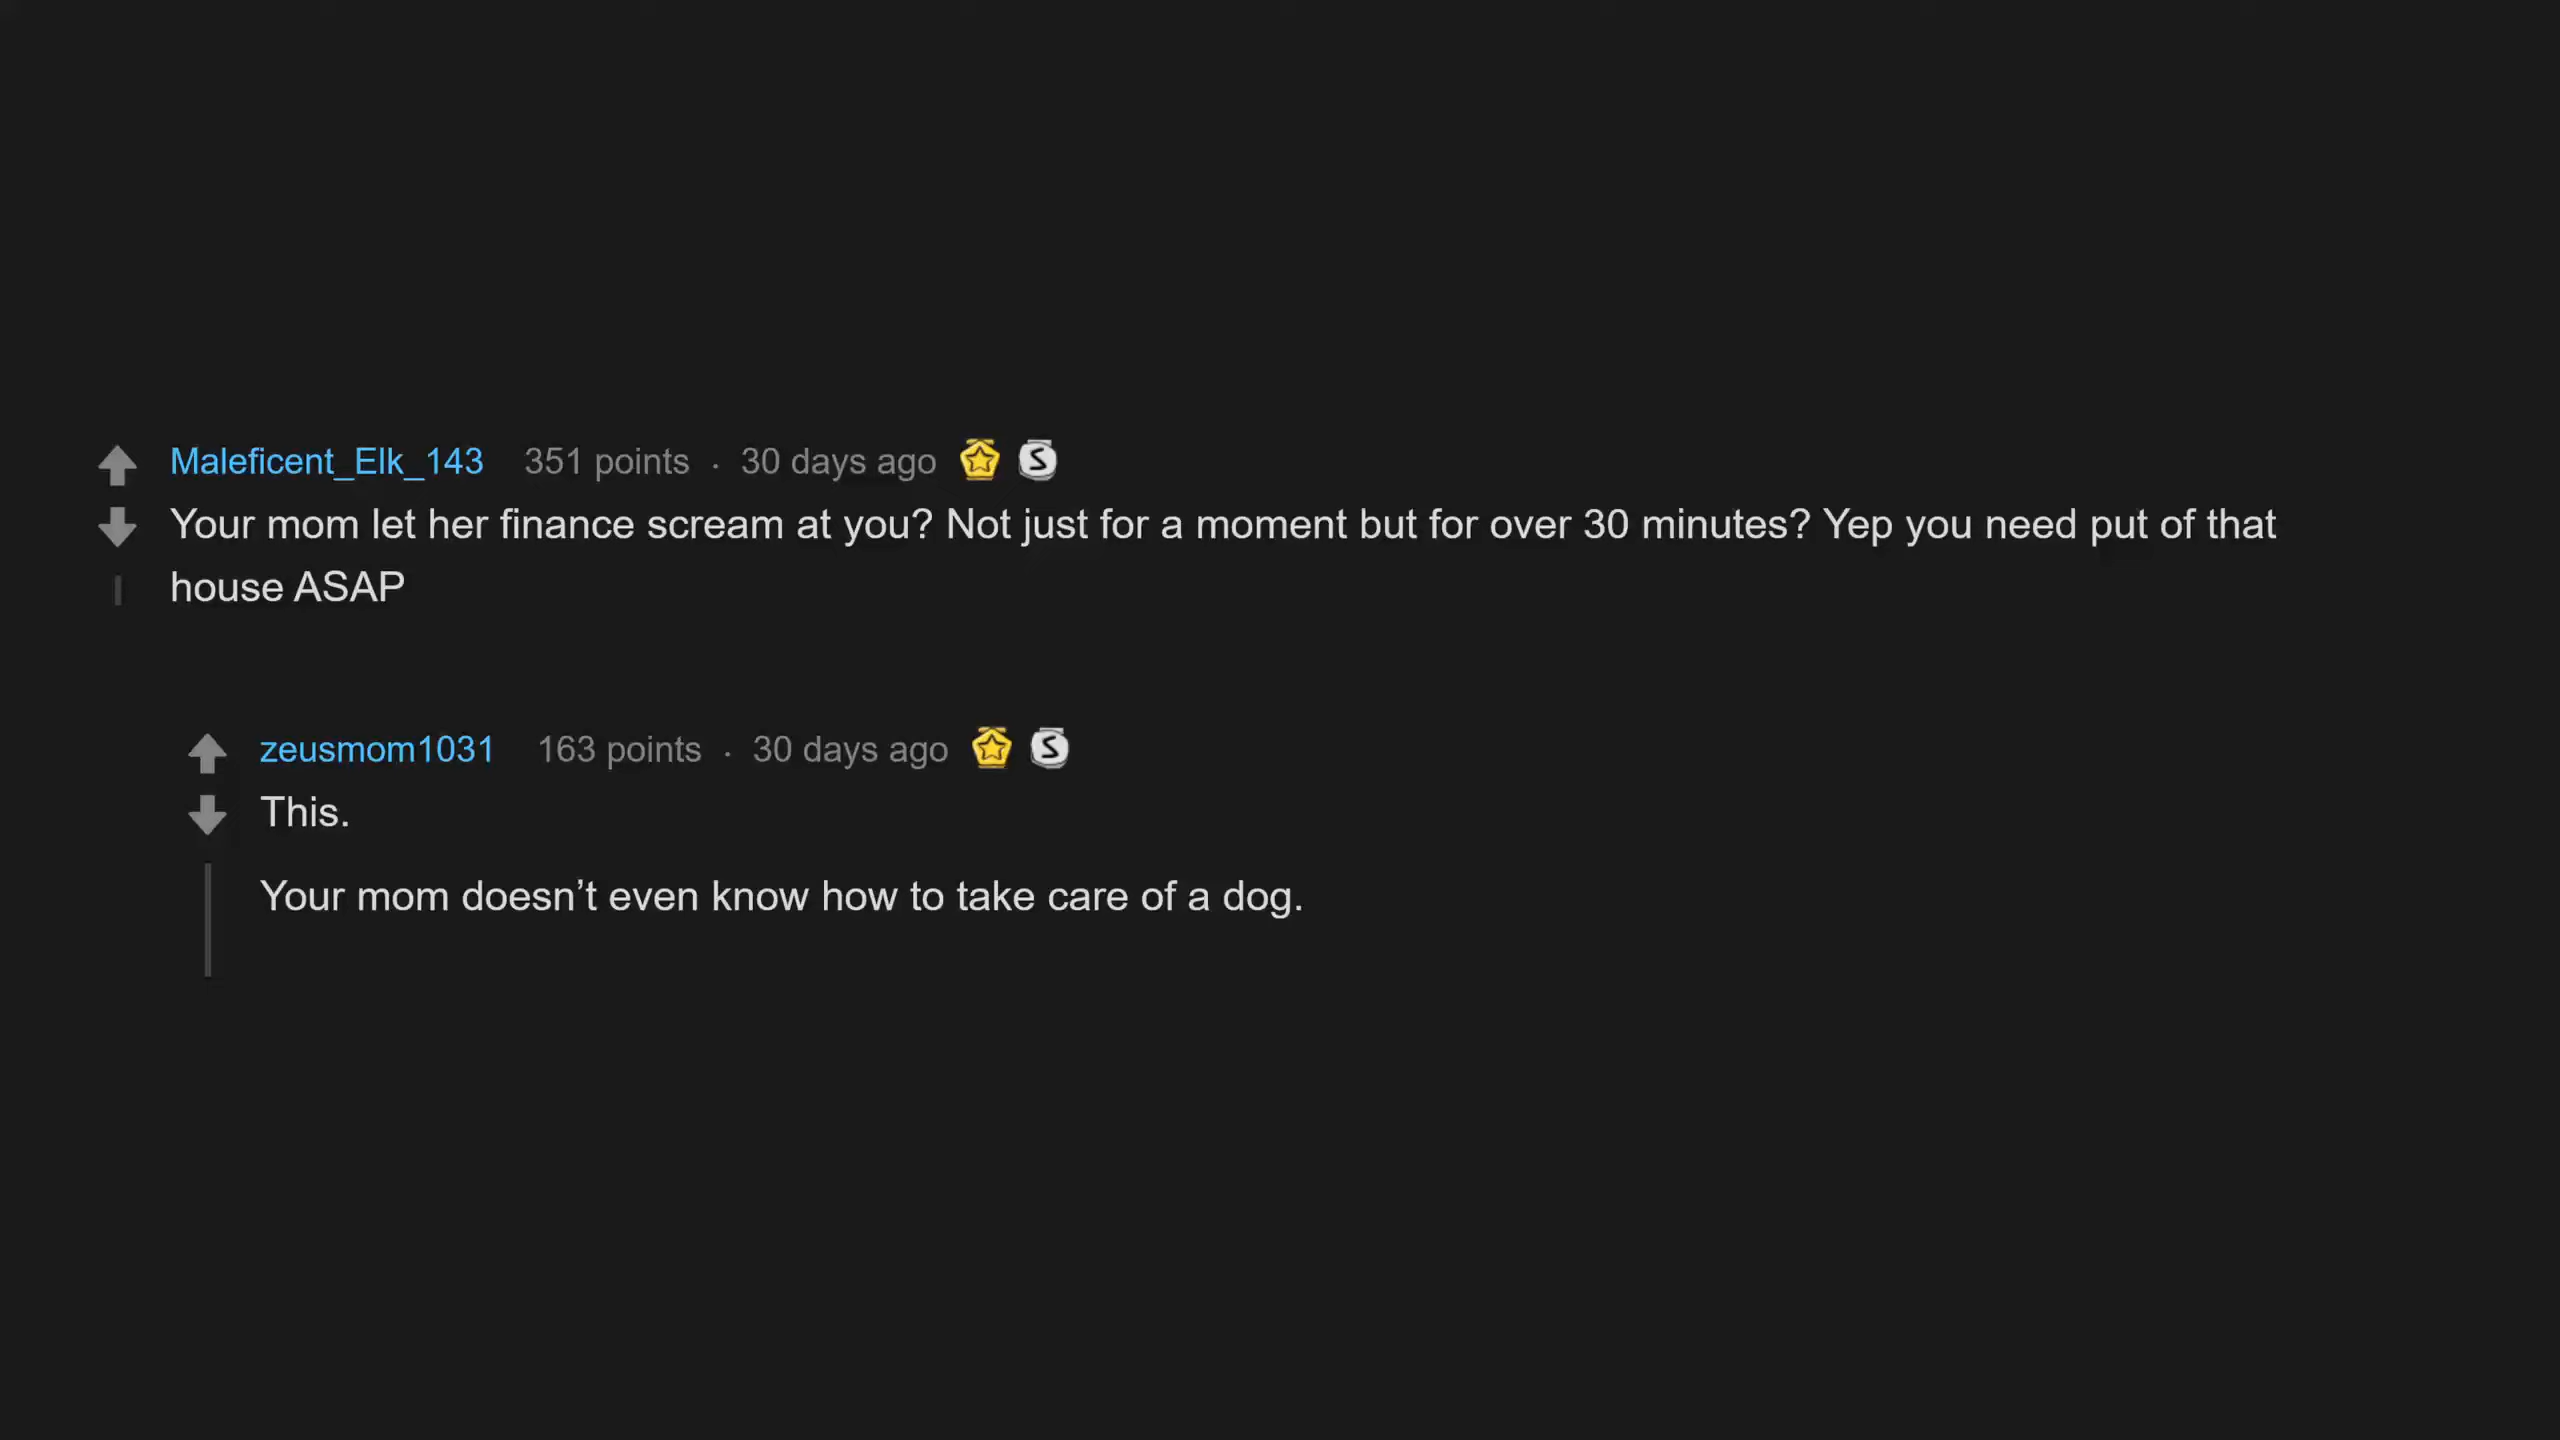 Maleficent_Elk_143 351 points · 30 days ago S
Your mom let her finance scream at you? Not just for a moment but for over 30 minutes? Yep you need put of that
house ASAP
zeusmom1031 163 points · 30 days ago S
This.
Your mom doesn’t even know how to take care of a dog.